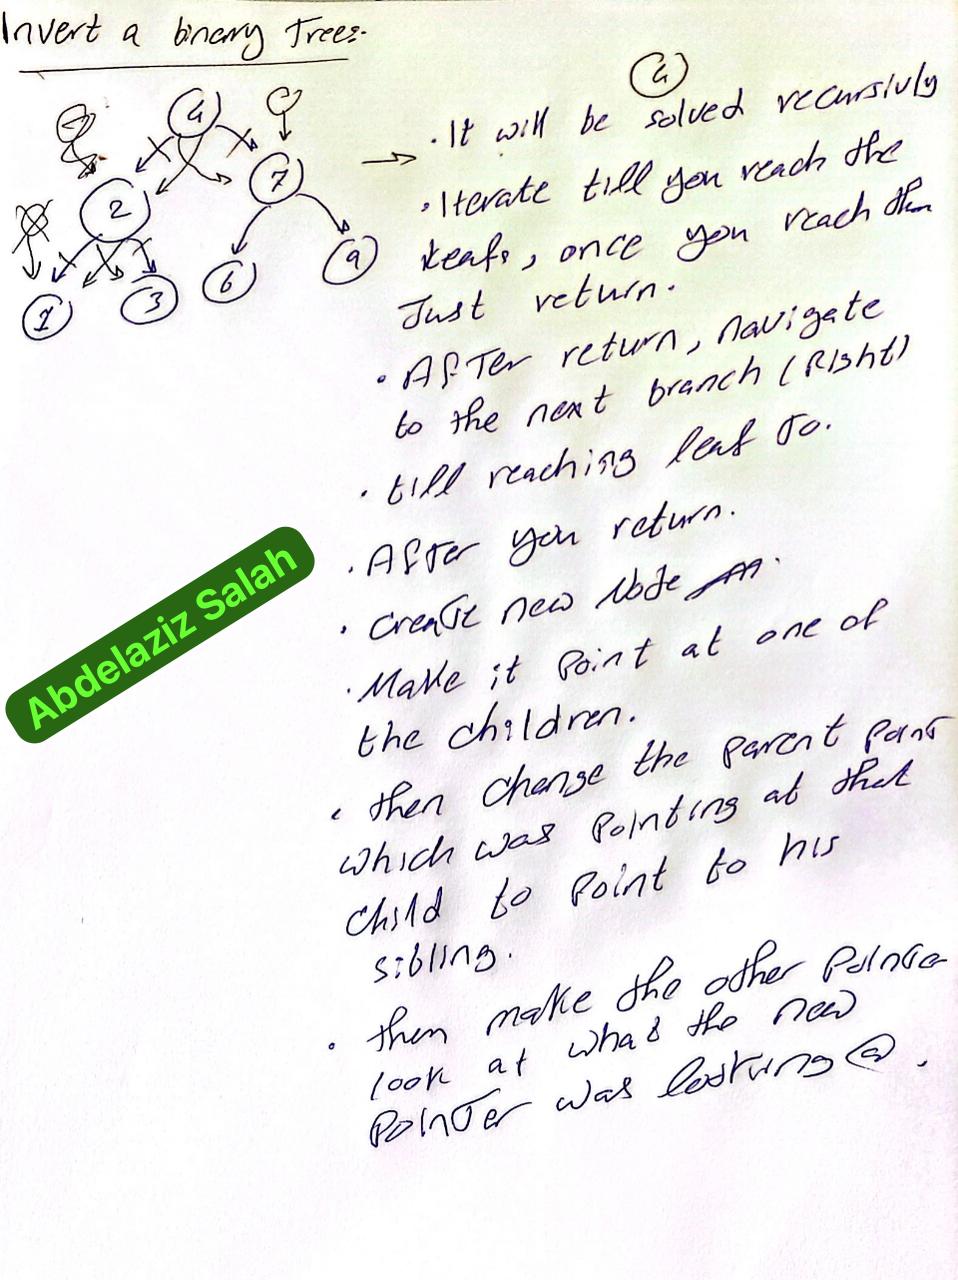 Invert a binary Trees.
4
4
7
2
6
9
1
3
• It will be solved recursivly
• Iterate till you reach the
leafs, once you reach them
Just return.
• After return, navigate
to the next branch (Right)
• till reaching leaf To.
• After you return.
• create new Node
• Make it Point at one of
the children.
• then change the parent point
which was Pointing at that
child to Point to his
sibling.
• then make the other Pointer
look at what the new
Pointer was looking @.
Abdelaziz Salah